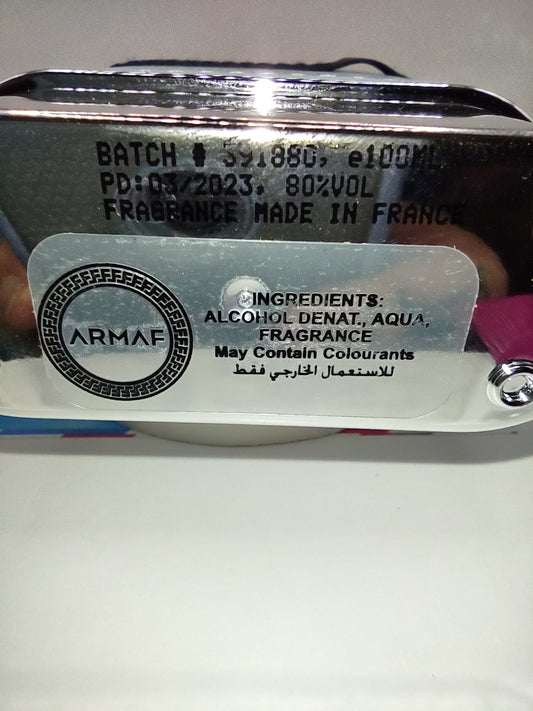 BATCH # 391880, e100ML
PD:03/2023, 80%VOL
FRAGRANCE MADE IN FRANCE
ARMAF
INGREDIENTS:
ALCOHOL DENAT., AQUA,
FRAGRANCE
May Contain Colourants
للاستعمال الخارجي فقط